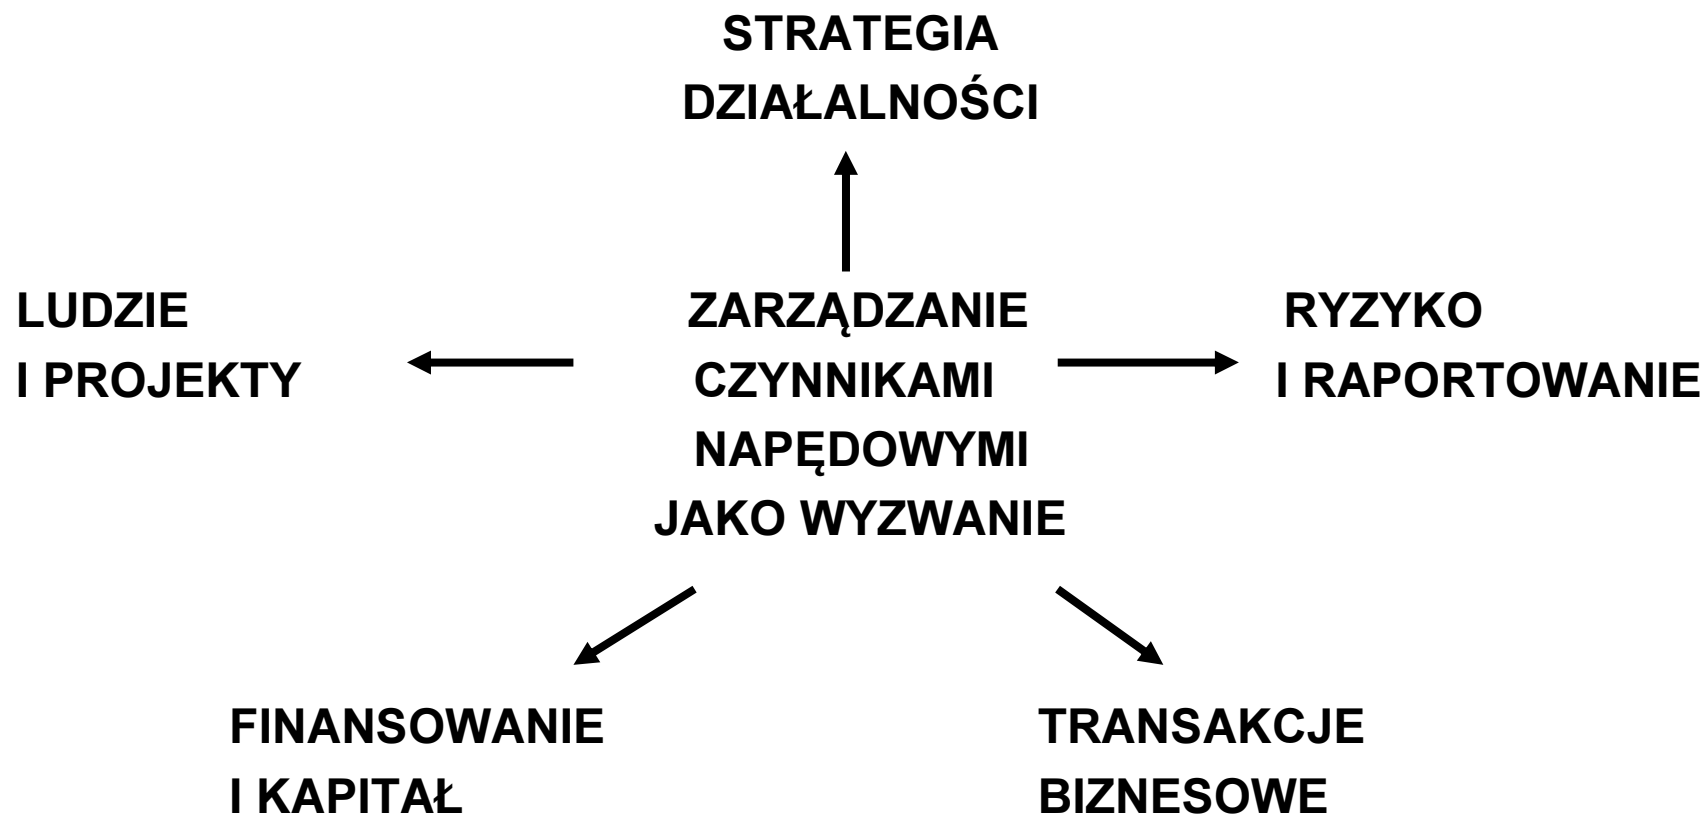 STRATEGIA
DZIAŁALNOŚCI
LUDZIE
I PROJEKTY
ZARZĄDZANIE
CZYNNIKAMI
NAPĘDOWYMI
JAKO WYZWANIE
RYZYKO
I RAPORTOWANIE
FINANSOWANIE
I KAPITAŁ
TRANSAKCJE
BIZNESOWE